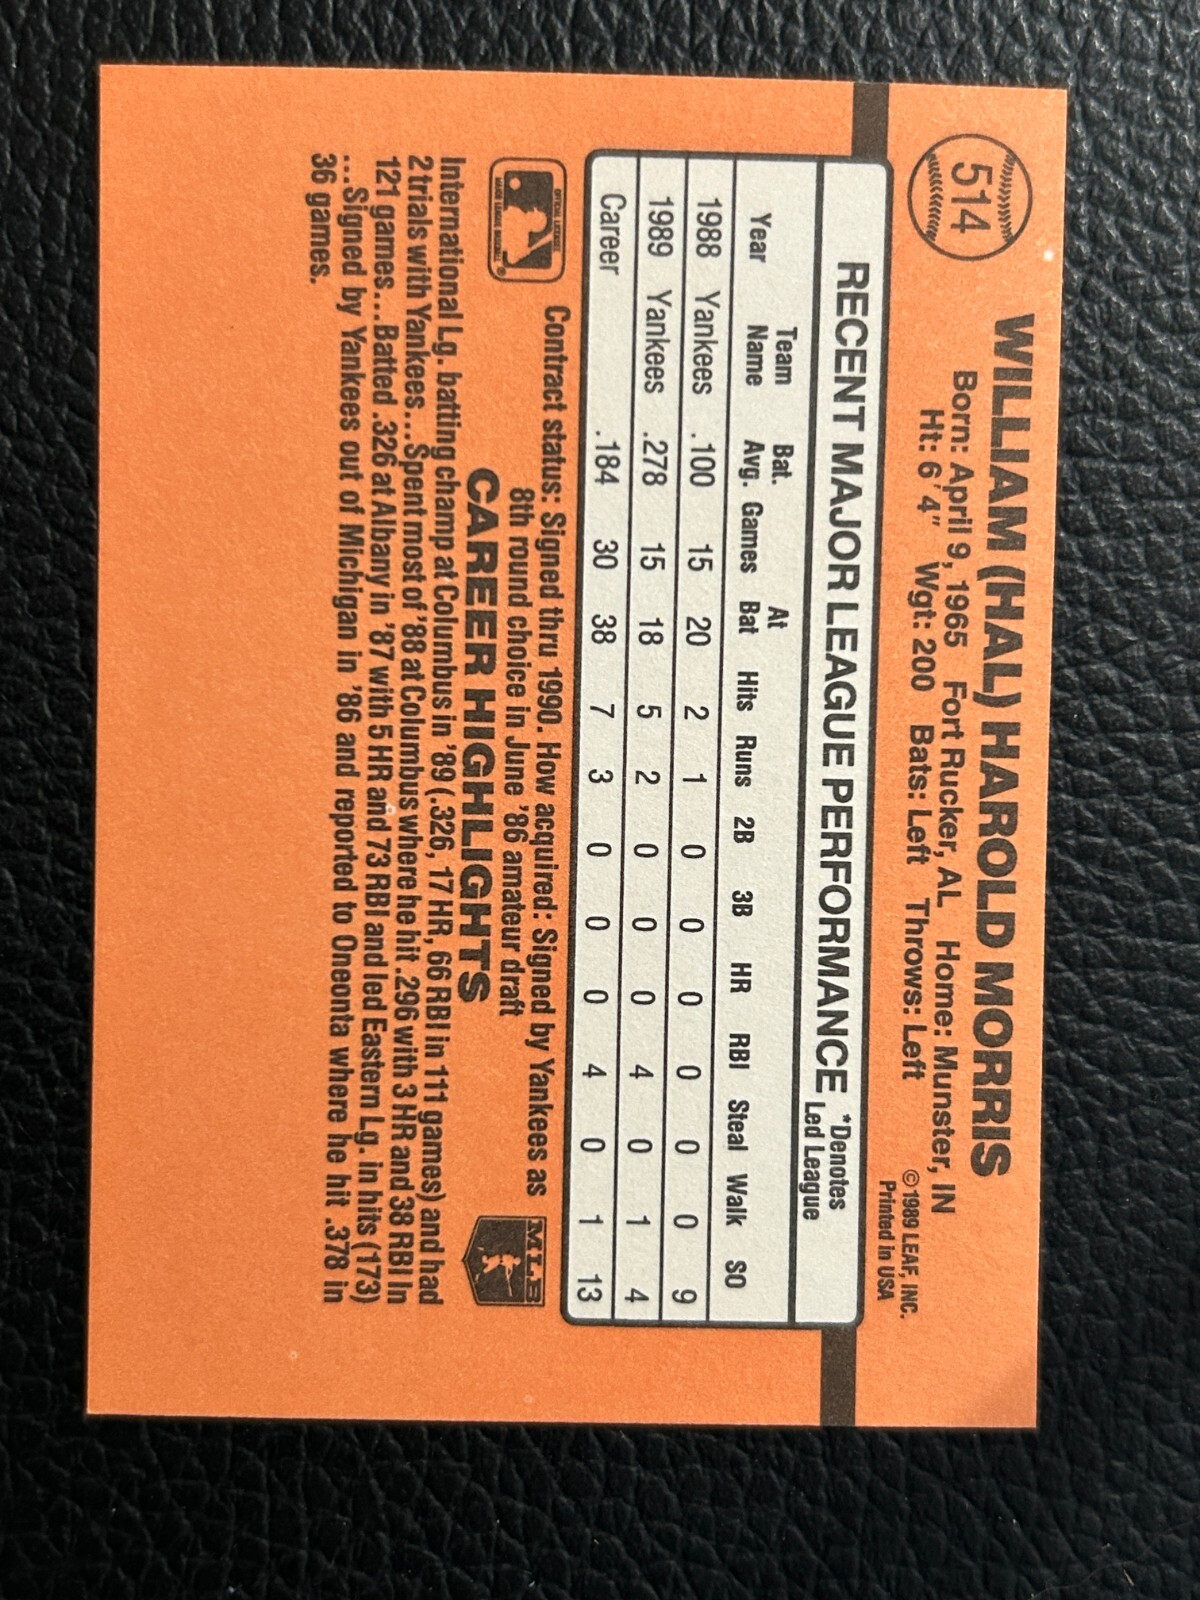 514
WILLIAM (HAL) HAROLD MORRIS
Born: April 9, 1965 Fort Rucker, AL Home: Munster, IN
Ht: 6'4" Wgt: 200 Bats: Left Throws: Left
©1989 LEAF, INC.
Printed in USA
RECENT MAJOR LEAGUE PERFORMANCE *Denotes
Led League
Year Team Name Bat. Avg. Games At Bat Hits Runs 2B 3B HR RBI Steal Walk SO
1988 Yankees .100 15 20 2 1 0 0 0 0 0 0 9
1989 Yankees .278 15 18 5 2 0 0 0 4 0 1 4
Career .184 30 38 7 3 0 0 0 4 0 1 13
OFFICIAL LICENSEE
MAJOR LEAGUE BASEBALL
®
Contract status: Signed thru 1990. How acquired: Signed by Yankees as
8th round choice in June '86 amateur draft
MLB
CAREER HIGHLIGHTS
International Lg. batting champ at Columbus in '89 (.326, 17 HR, 66 RBI in 111 games) and had
2 trials with Yankees...Spent most of '88 at Columbus where he hit .296 with 3 HR and 38 RBI In
121 games...Batted .326 at Albany in '87 with 5 HR and 73 RBI and led Eastern Lg. in hits (173)
...Signed by Yankees out of Michigan in '86 and reported to Oneonta where he hit .378 in
36 games.